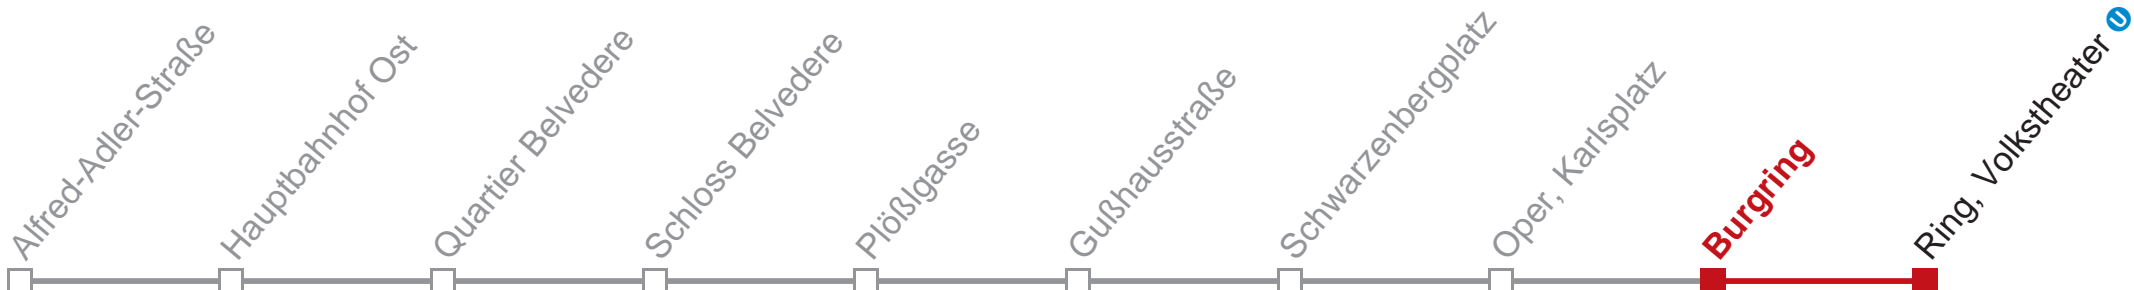 Alfred-Adler-Straße
Hauptbahnhof Ost
Quartier Belvedere
Schloss Belvedere
Plößlgasse
Gußhausstraße
Schwarzenbergplatz
Oper, Karlsplatz
Burgring
Ring, Volkstheater U